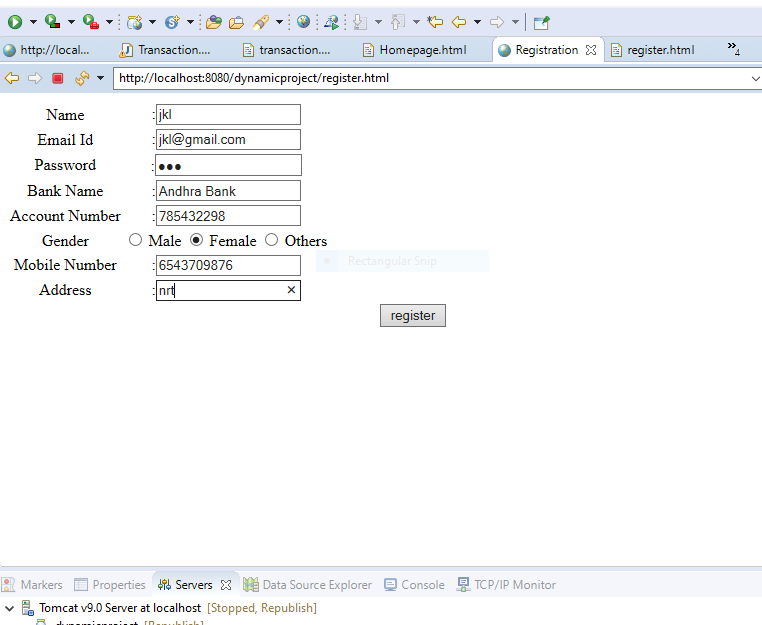 http://local... Transaction.... transaction.... Homepage.html Registration register.html »4
http://localhost:8080/dynamicproject/register.html
Name :jkl
Email Id :jkl@gmail.com
Password :●●●
Bank Name :Andhra Bank
Account Number :785432298
Gender Male Female Others
Mobile Number :6543709876
Rectangular Snip
Address :nrt
register
Markers Properties Servers Data Source Explorer Console TCP/IP Monitor
Tomcat v9.0 Server at localhost [Stopped, Republish]
dynamicproject [Republish]